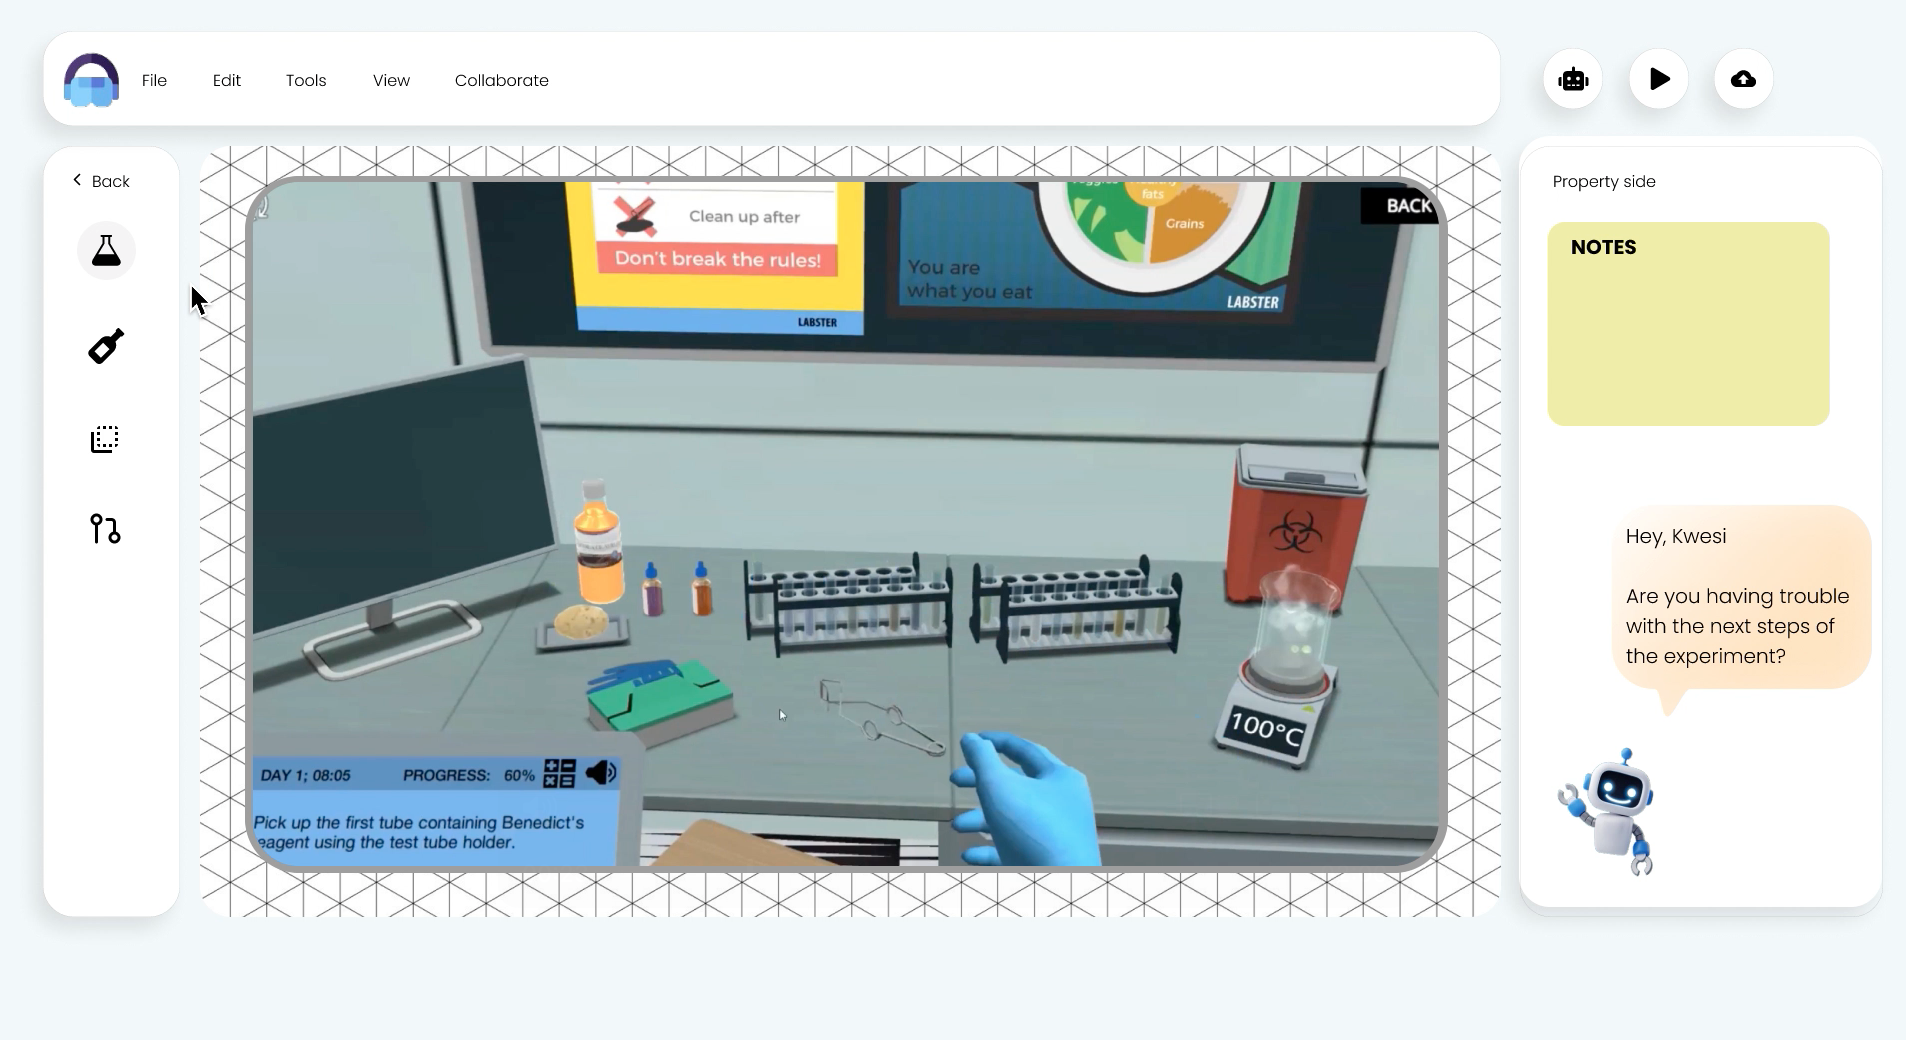 File Edit Tools View Collaborate
Back
Property side
NOTES
Hey, Kwesi
Are you having trouble
with the next steps of
the experiment?
Clean up after
Don't break the rules!
LABSTER
fats
Grains
You are
what you eat
LABSTER
BACK
100°C
DAY 1; 08:05 PROGRESS: 60%
Pick up the first tube containing Benedict's
eagent using the test tube holder.